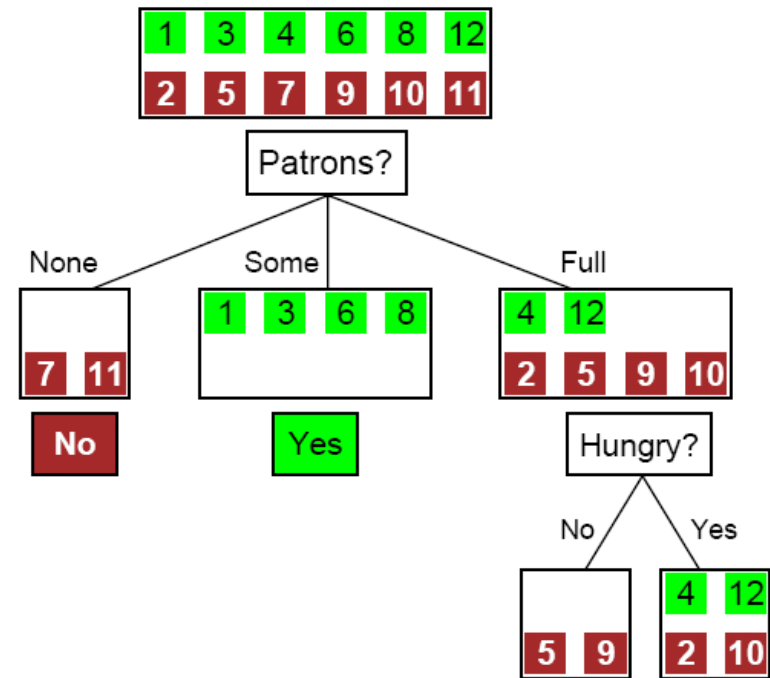 1 3 4 6 8 12
2 5 7 9 10 11
Patrons?
None Some Full
1 3 6 8 4 12
7 11 2 5 9 10
No Yes Hungry?
No Yes
4 12
5 9 2 10